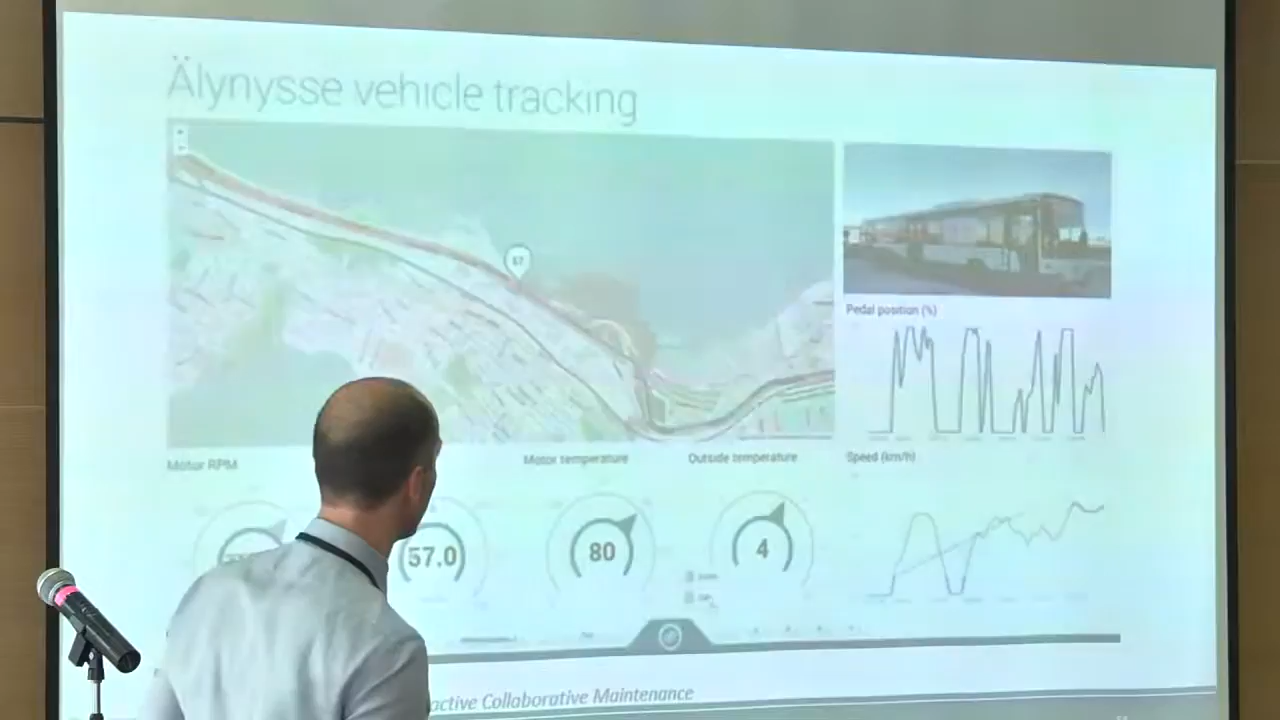 Älynysse vehicle tracking
57
Pedal position (%)
Motor RPM
Motor temperature
Outside temperature
Speed (km/h)
57.0
80
4
active Collaborative Maintenance